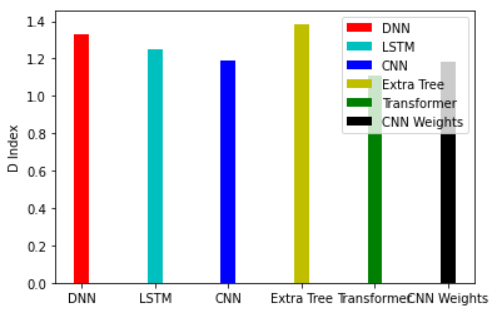 1.4
1.2
1.0
0.8
0.6
0.4
0.2
0.0
D Index
DNN
LSTM
CNN
Extra Tree
Transformer
CNN Weights
DNN LSTM CNN Extra Tree Transformer CNN Weights